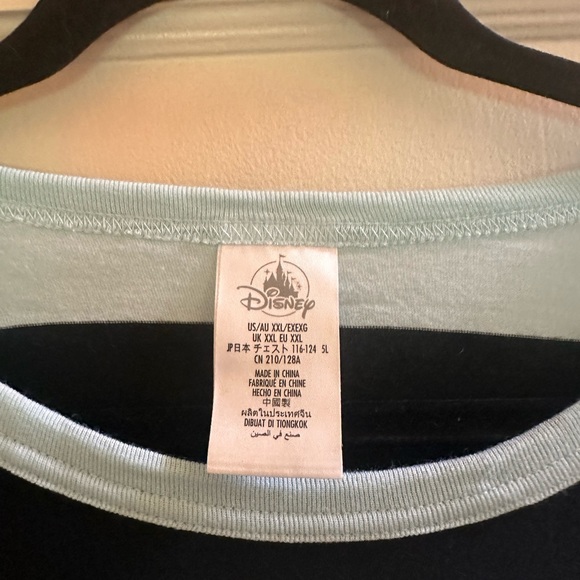 Disney
US/AU XXL/EXEXG
UK XXL EU XXL
JP日本 チェスト 116-124 5L
CN 210/128A
MADE IN CHINA
FABRIQUÉ EN CHINE
HECHO EN CHINA
中國製
ผลิตในประเทศจีน
DIBUAT DI TIONGKOK
صنع في الصين